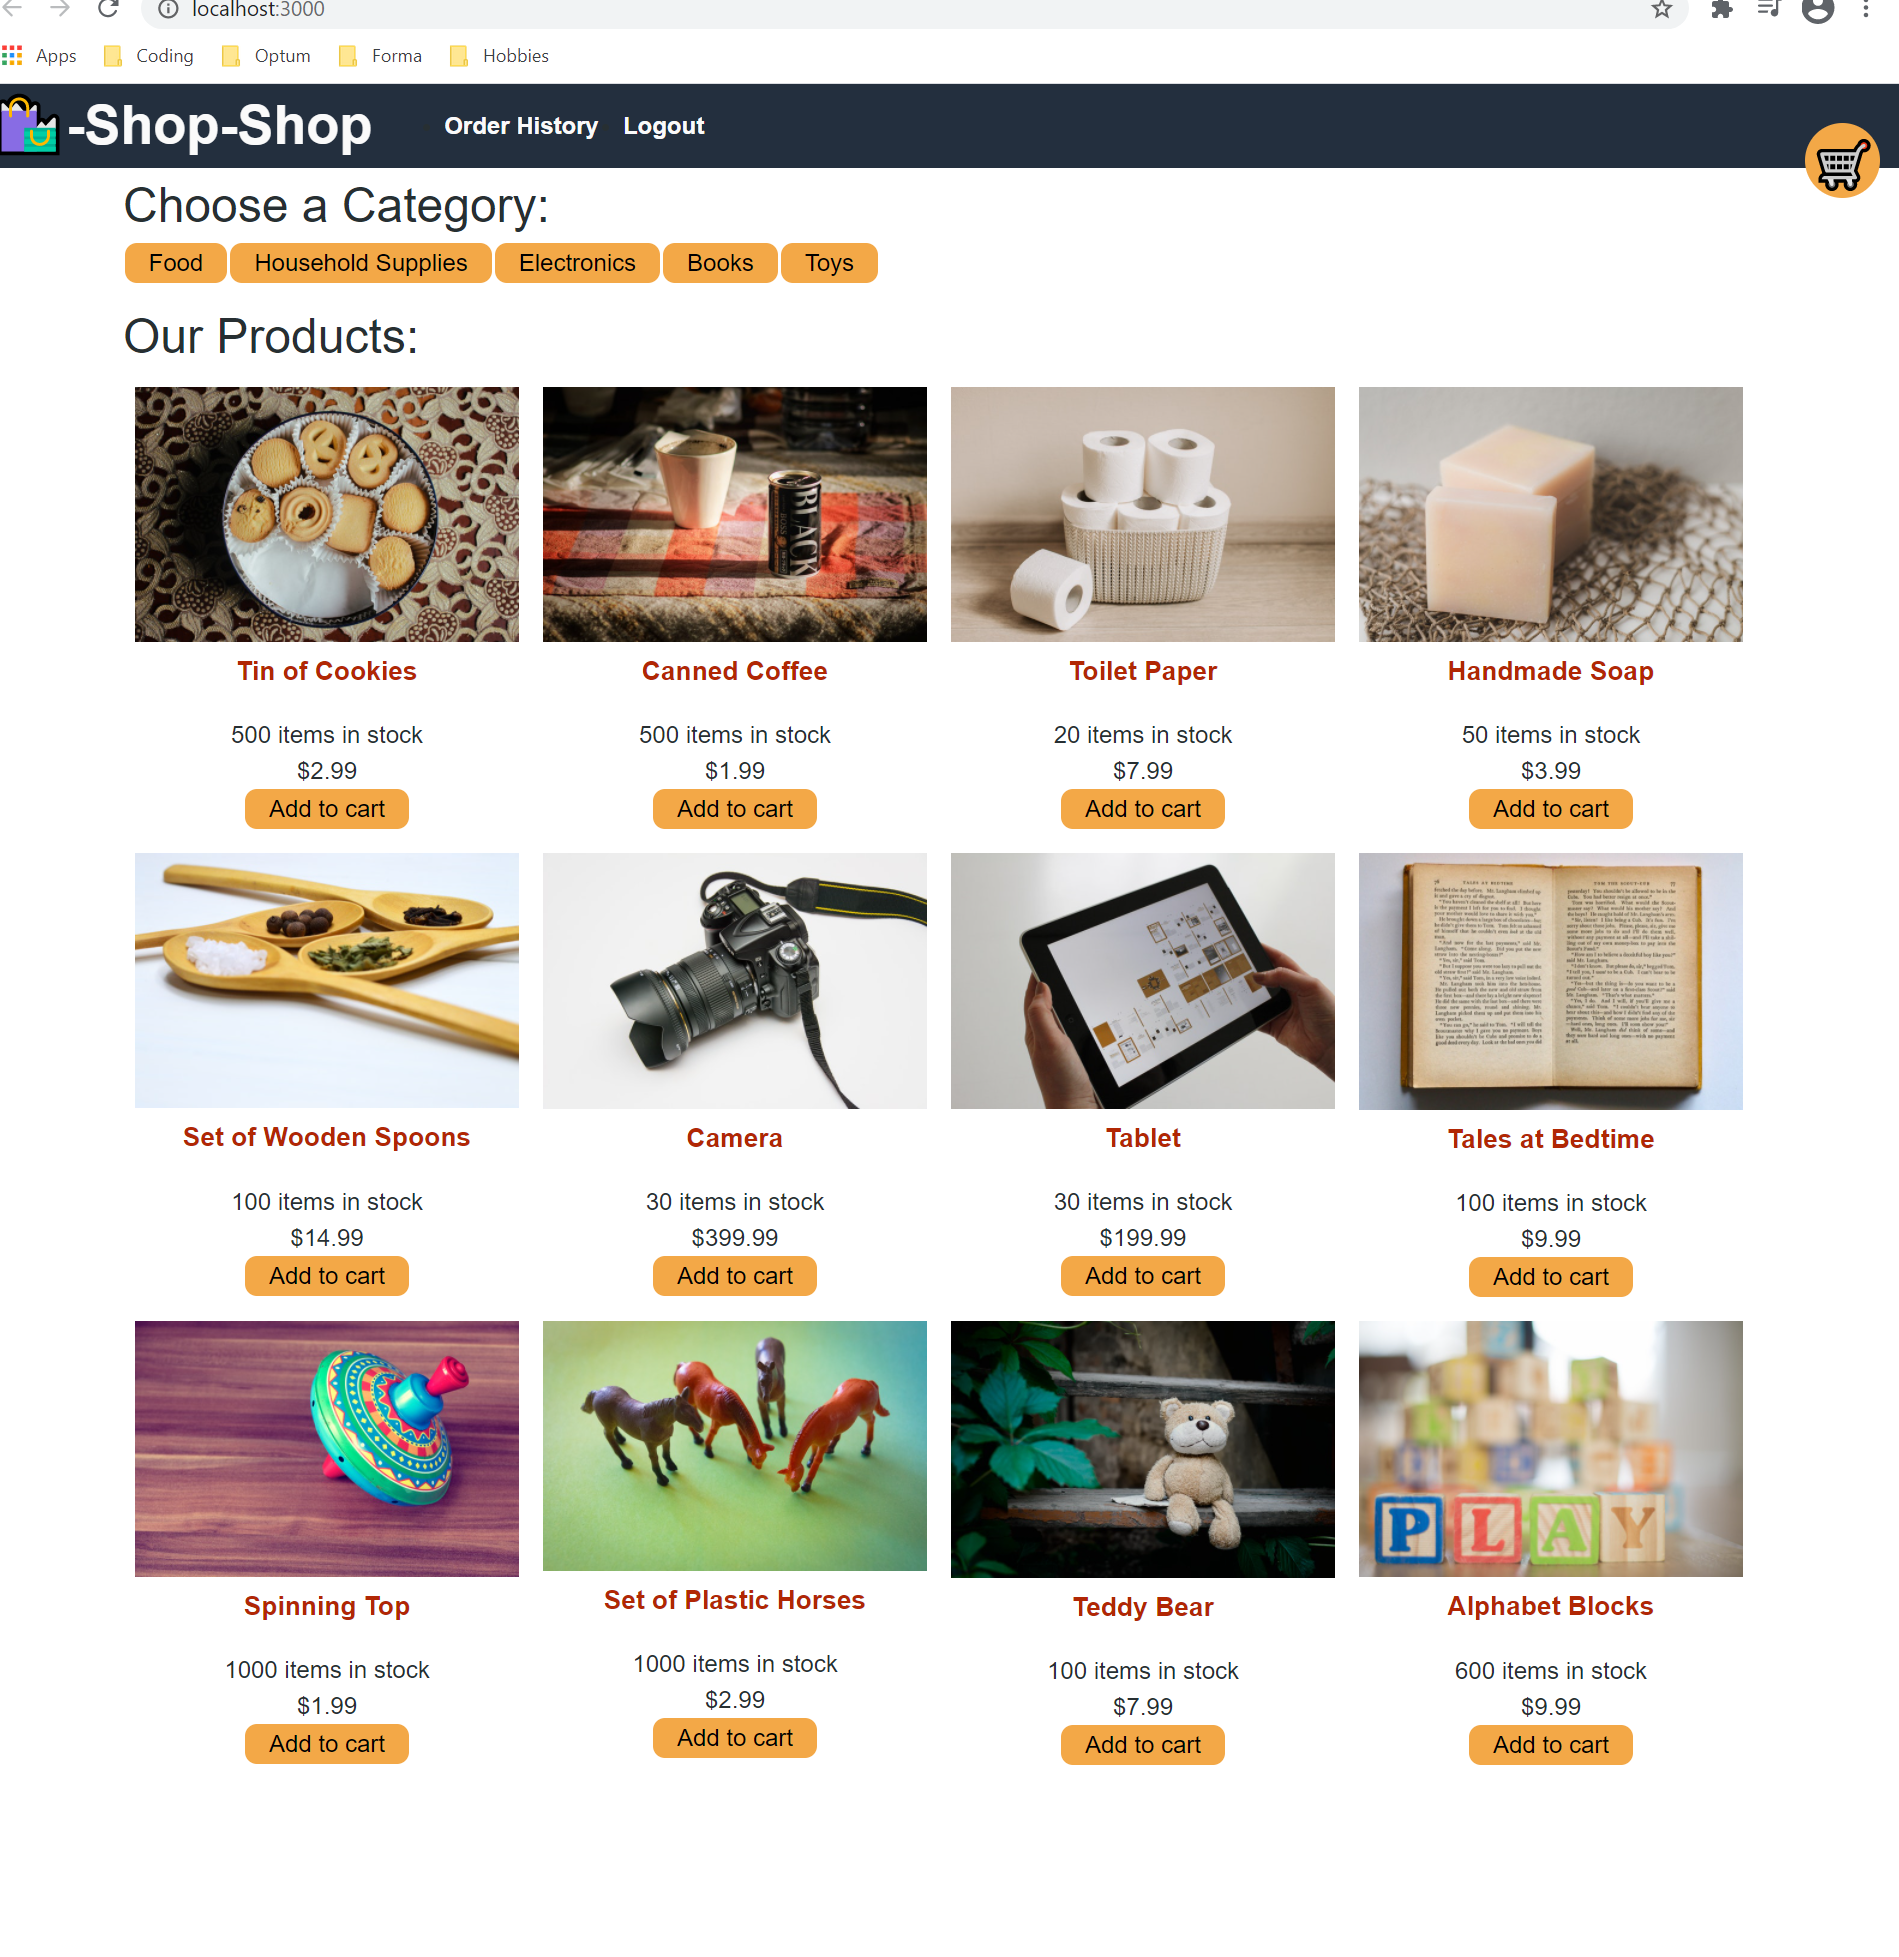 localhost:3000
Apps Coding Optum Forma Hobbies
-Shop-Shop Order History Logout
Choose a Category:
Food Household Supplies Electronics Books Toys
Our Products:
BLACK
Tin of Cookies Canned Coffee Toilet Paper Handmade Soap
500 items in stock 500 items in stock 20 items in stock 50 items in stock
$2.99 $1.99 $7.99 $3.99
Add to cart Add to cart Add to cart Add to cart
TALES AT BEDTIME
Set of Wooden Spoons Camera Tablet Tales at Bedtime
100 items in stock 30 items in stock 30 items in stock 100 items in stock
$14.99 $399.99 $199.99 $9.99
Add to cart Add to cart Add to cart Add to cart
PLAY
Spinning Top Set of Plastic Horses Teddy Bear Alphabet Blocks
1000 items in stock 1000 items in stock 100 items in stock 600 items in stock
$1.99 $2.99 $7.99 $9.99
Add to cart Add to cart Add to cart Add to cart